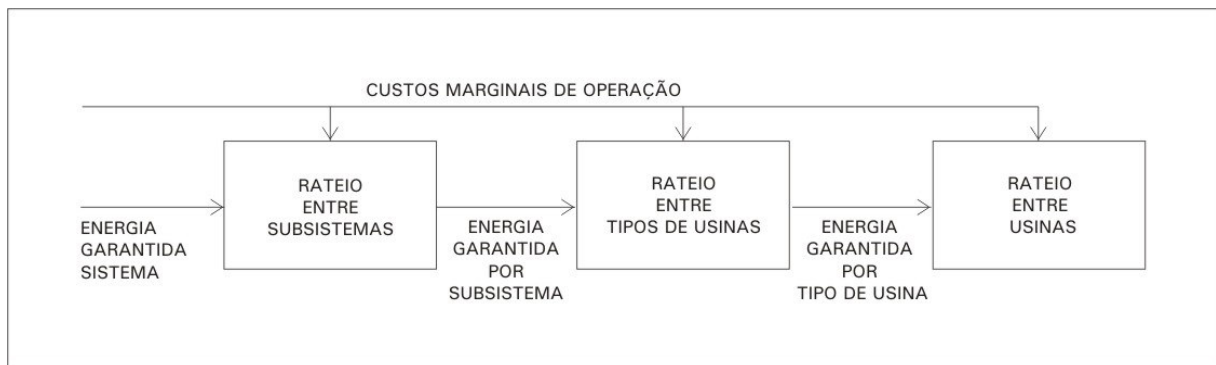 CUSTOS MARGINAIS DE OPERAÇÃO
RATEIO
ENTRE
SUBSISTEMAS
RATEIO
ENTRE
TIPOS DE USINAS
RATEIO
ENTRE
USINAS
ENERGIA
GARANTIDA
SISTEMA
ENERGIA
GARANTIDA
POR
SUBSISTEMA
ENERGIA
GARANTIDA
POR
TIPO DE USINA